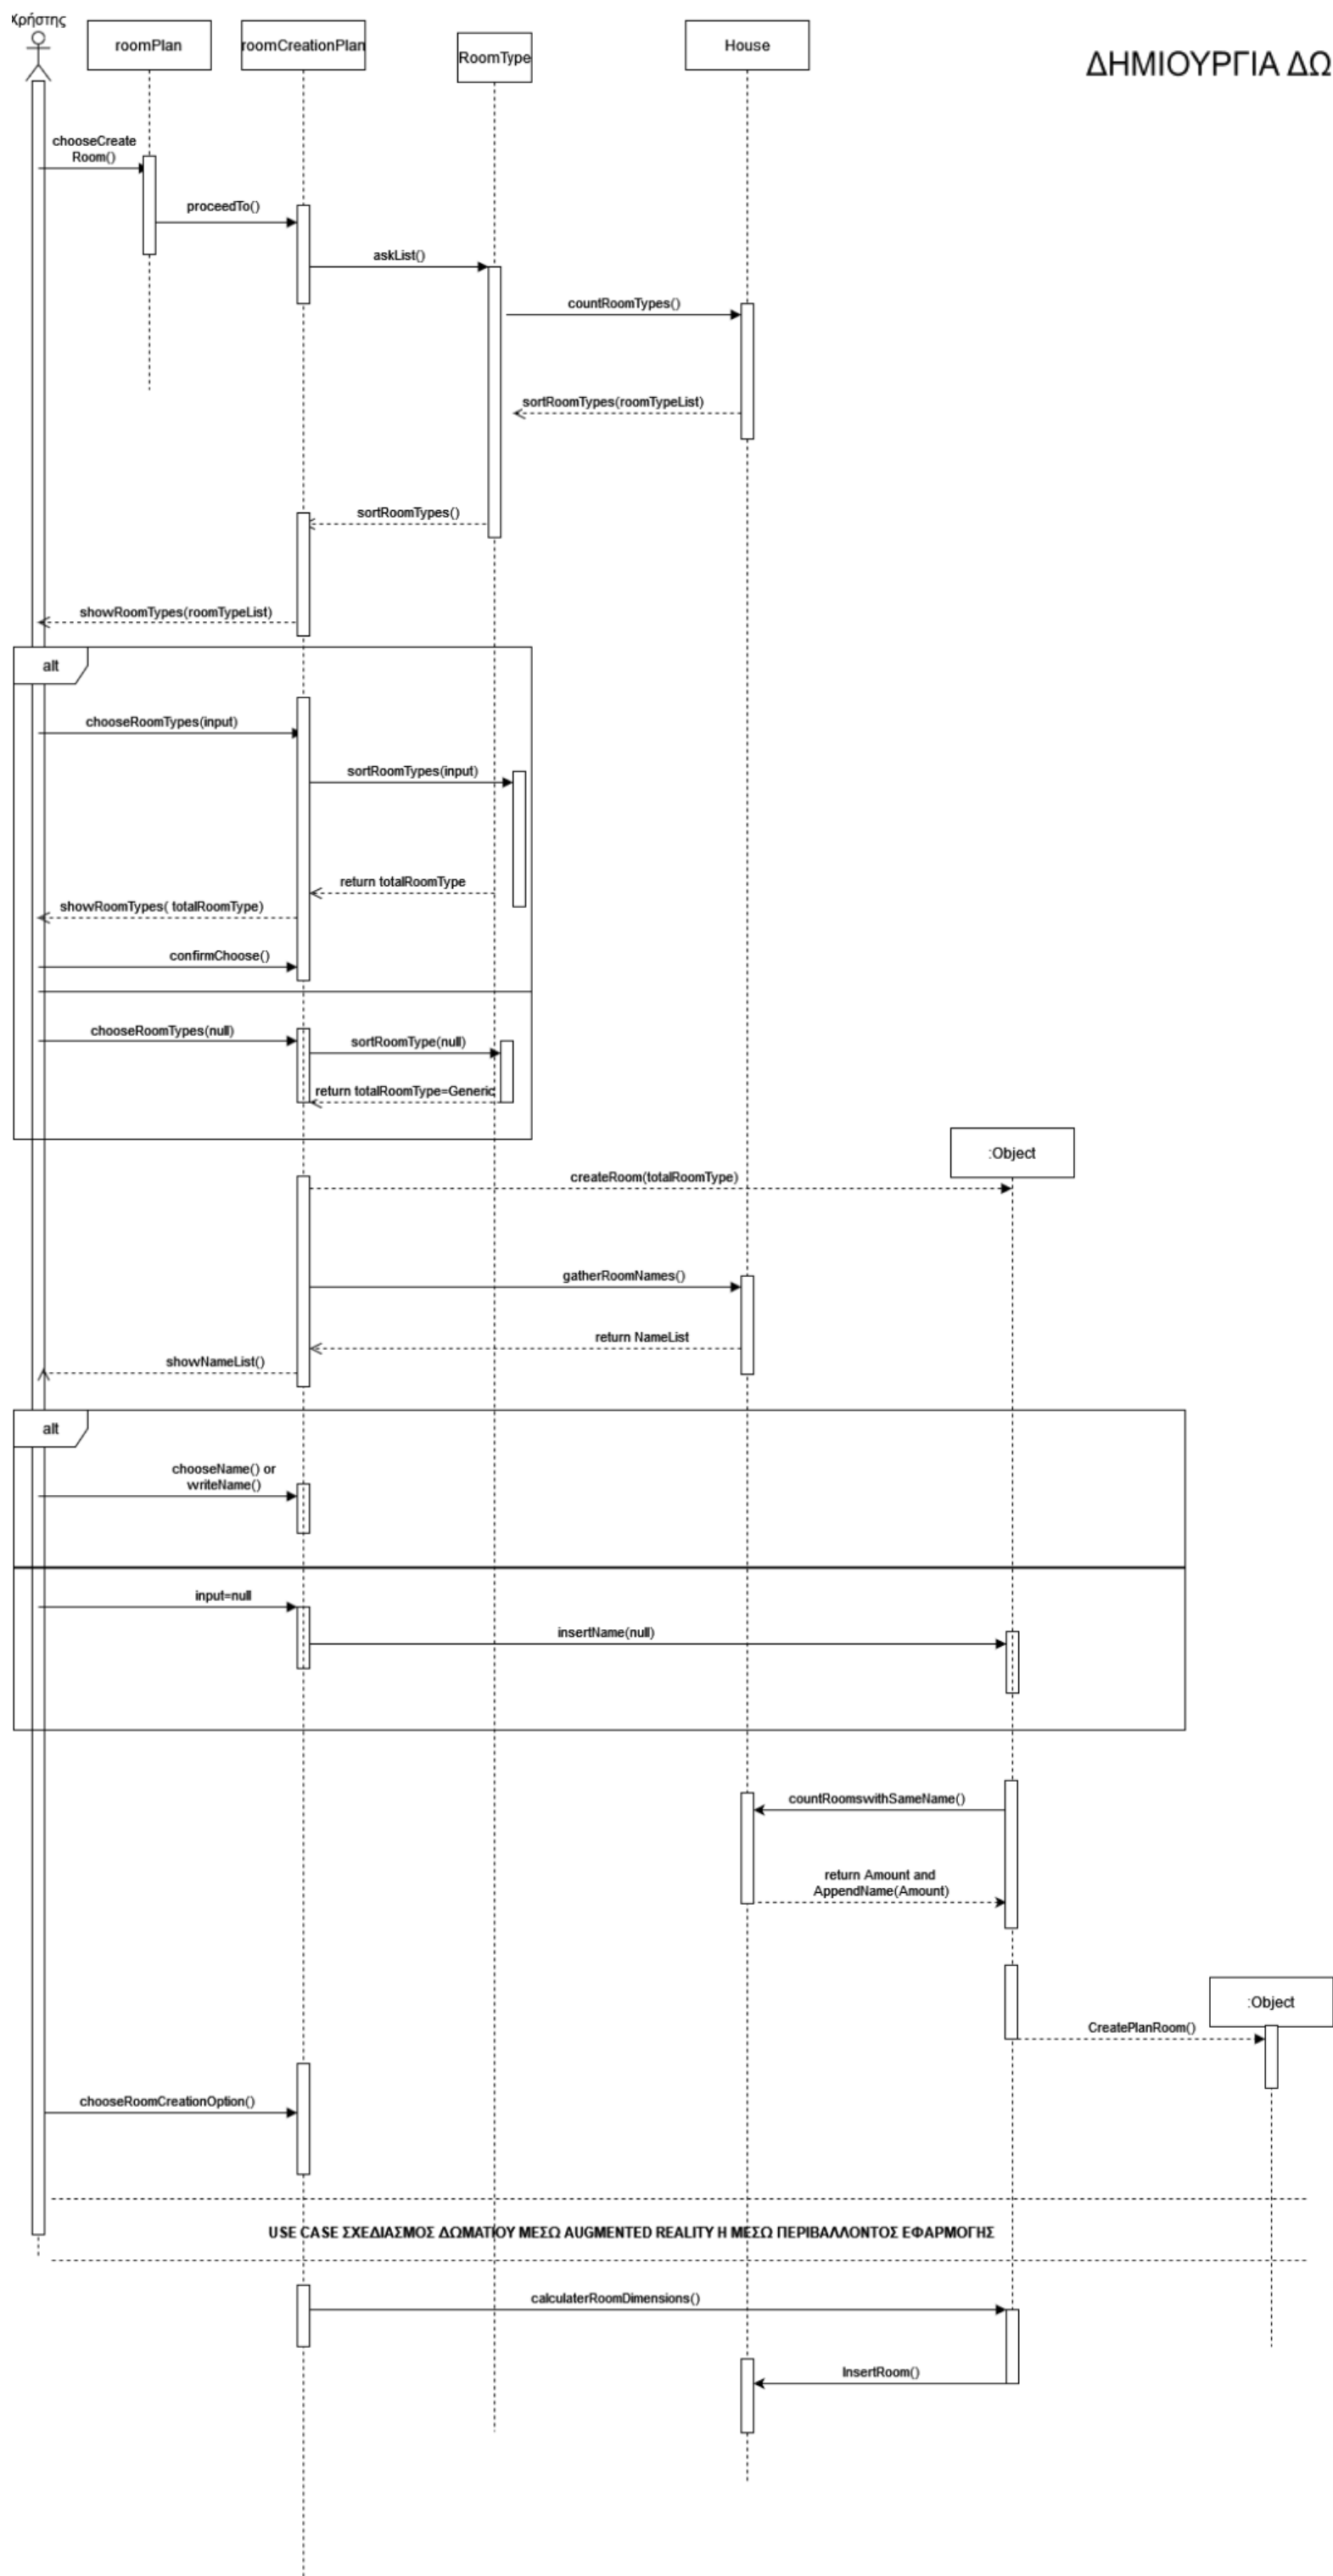 Χρήστης
roomPlan
roomCreationPlan
RoomType
House
ΔΗΜΙΟΥΡΓΙΑ ΔΩ
chooseCreate
Room()
proceedTo()
askList()
countRoomTypes()
sortRoomTypes(roomTypeList)
sortRoomTypes()
showRoomTypes(roomTypeList)
alt
chooseRoomTypes(input)
sortRoomTypes(input)
return totalRoomType
showRoomTypes( totalRoomType)
confirmChoose()
chooseRoomTypes(null)
sortRoomType(null)
return totalRoomType=Generic
:Object
createRoom(totalRoomType)
gatherRoomNames()
return NameList
showNameList()
alt
chooseName() or
writeName()
input=null
insertName(null)
countRoomswithSameName()
return Amount and
AppendName(Amount)
:Object
CreatePlanRoom()
chooseRoomCreationOption()
USE CASE ΣΧΕΔΙΑΣΜΟΣ ΔΩΜΑΤΙΟΥ ΜΕΣΩ AUGMENTED REALITY Η ΜΕΣΩ ΠΕΡΙΒΑΛΛΟΝΤΟΣ ΕΦΑΡΜΟΓΗΣ
calculaterRoomDimensions()
InsertRoom()